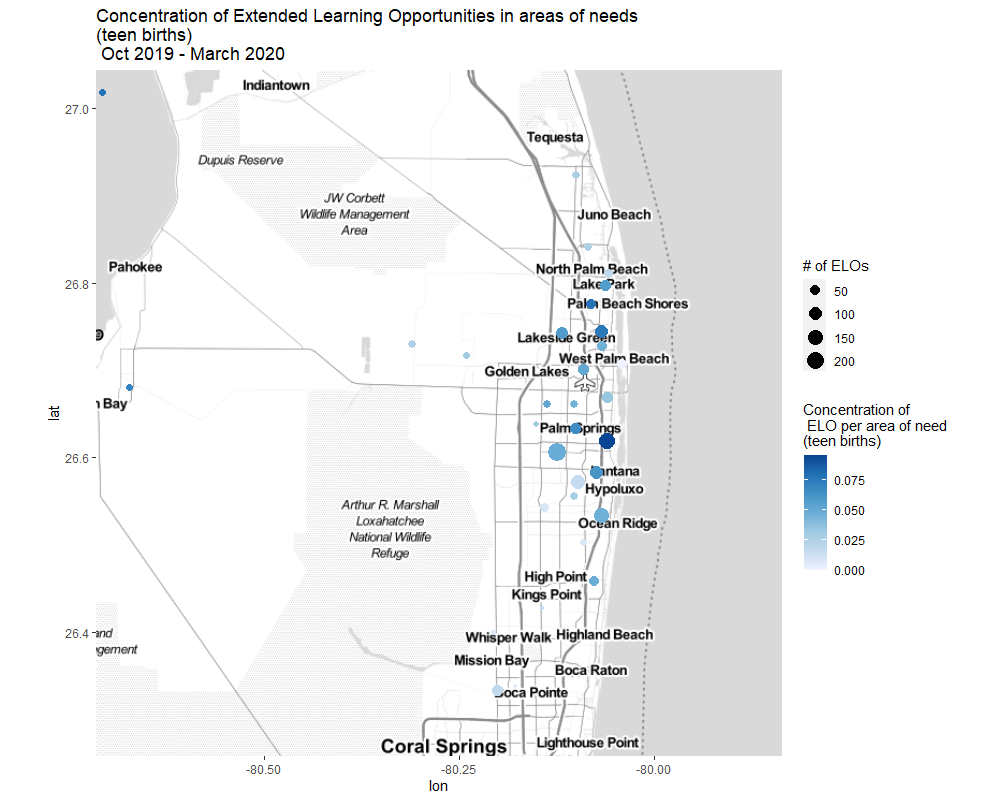 Concentration of Extended Learning Opportunities in areas of needs
(teen births)
Oct 2019 - March 2020
Indiantown
27.0
Tequesta
Dupuis Reserve
JW Corbett
Wildlife Management
Area
Juno Beach
Pahokee
North Palm Beach
26.8
Lake Park
Palm Beach Shores
Lakeside Green
West Palm Beach
Golden Lakes
Bay
lat
Palm Springs
26.6
Lantana
Hypoluxo
Arthur R. Marshall
Loxahatchee
National Wildlife
Refuge
Ocean Ridge
High Point
Kings Point
26.4
Whisper Walk
Highland Beach
Mission Bay
Boca Raton
Boca Pointe
Coral Springs
Lighthouse Point
-80.50
-80.25
-80.00
lon
# of ELOs
50
100
150
200
Concentration of
ELO per area of need
(teen births)
0.075
0.050
0.025
0.000